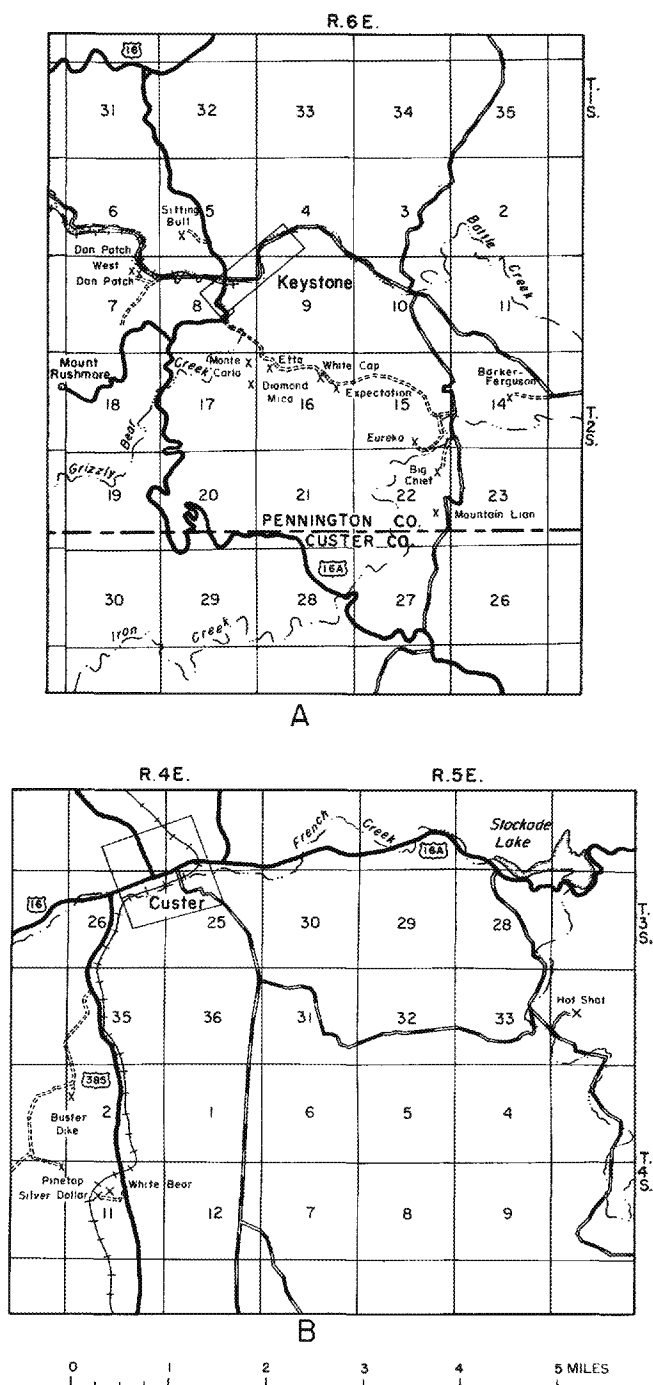 R.6 E.
16
31 32 33 34 35
T. 1 S.
6 5 4 3 2
Sitting Bull
Battle Creek
Dan Patch West
Dan Patch
Keystone
7 8 9 10 11
Mount Rushmore
Monte Carlo
Etta
White Cap
Diamond Mica
Expectation
Barker-Ferguson
Creek
18 17 16 15 14
T. 2 S.
Bear
Eureka
Grizzly
Big Chief
19 20 21 22 23
Mountain Lion
PENNINGTON CO.
CUSTER CO.
16A
30 29 28 27 26
Iron Creek
A
R.4 E. R.5 E.
French Creek
Stockade Lake
16A
16
Custer
26 25 30 29 28
T. 3 S.
Hot Shot
35 36 31 32 33
385
2 1 6 5 4
Buster Dike
T. 4 S.
Pinetop
Silver Dollar
White Bear
11 12 7 8 9
B
0 1 2 3 4 5 MILES